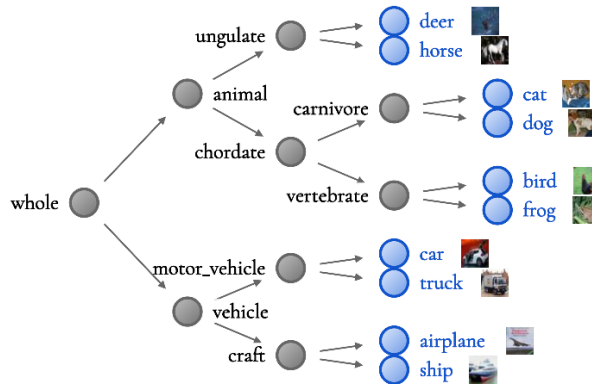 deer
ungulate
horse
animal
carnivore
cat
dog
chordate
bird
vertebrate
frog
whole
car
motor_vehicle
truck
vehicle
airplane
craft
ship